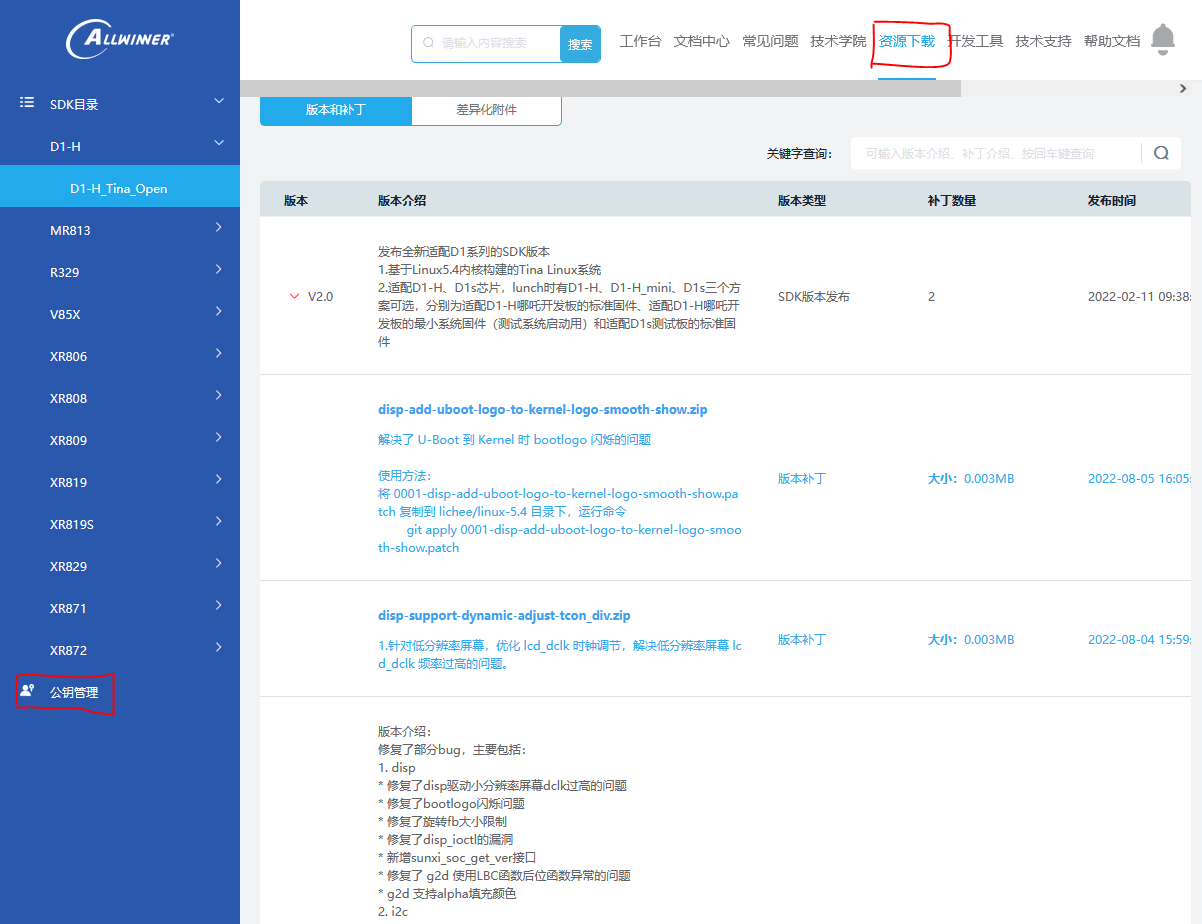 ALLWINNER
请输入内容搜索
搜索
工作台
文档中心
常见问题
技术学院
资源下载
开发工具
技术支持
帮助文档
SDK目录
D1-H
D1-H_Tina_Open
MR813
R329
V85X
XR806
XR808
XR809
XR819
XR819S
XR829
XR871
XR872
公钥管理
版本和补丁
差异化附件
关键字查询:
可输入版本介绍、补丁介绍、按回车键查询
版本 版本介绍 版本类型 补丁数量 发布时间
V2.0
发布全新适配D1系列的SDK版本
1.基于Linux5.4内核构建的Tina Linux系统
2.适配D1-H、D1s芯片，lunch时有D1-H、D1-H_mini、D1s三个方
案可选，分别为适配D1-H哪吒开发板的标准固件、适配D1-H哪吒开
发板的最小系统固件（测试系统启动用）和适配D1s测试板的标准固
件
SDK版本发布
2
2022-02-11 09:38:
disp-add-uboot-logo-to-kernel-logo-smooth-show.zip
解决了 U-Boot 到 Kernel 时 bootlogo 闪烁的问题
使用方法：
将 0001-disp-add-uboot-logo-to-kernel-logo-smooth-show.pa
tch 复制到 lichee/linux-5.4 目录下，运行命令
git apply 0001-disp-add-uboot-logo-to-kernel-logo-smoo
th-show.patch
版本补丁
大小：0.003MB
2022-08-05 16:05:
disp-support-dynamic-adjust-tcon_div.zip
1.针对低分辨率屏幕，优化 lcd_dclk 时钟调节，解决低分辨率屏幕 lc
d_dclk 频率过高的问题。
版本补丁
大小：0.003MB
2022-08-04 15:59:
版本介绍：
修复了部分bug，主要包括：
1. disp
* 修复了disp驱动小分辨率屏幕dclk过高的问题
* 修复了bootlogo闪烁问题
* 修复了旋转fb大小限制
* 修复了disp_ioctl的漏洞
* 新增sunxi_soc_get_ver接口
* 修复了 g2d 使用LBC函数后位函数异常的问题
* g2d 支持alpha填充颜色
2. i2c